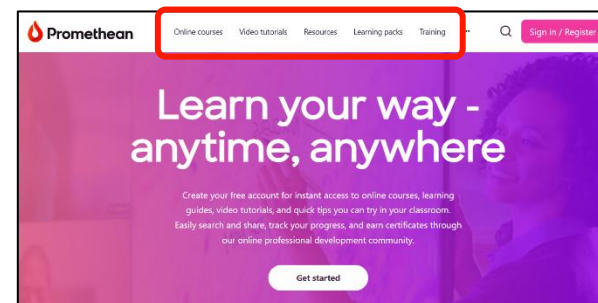 Promethean
Online courses Video tutorials Resources Learning packs Training ...
Sign in / Register
Learn your way -
anytime, anywhere
Create your free account for instant access to online courses, learning
guides, video tutorials, and quick tips you can try in your classroom.
Easily search and share, track your progress, and earn certificates through
our online professional development community.
Get started